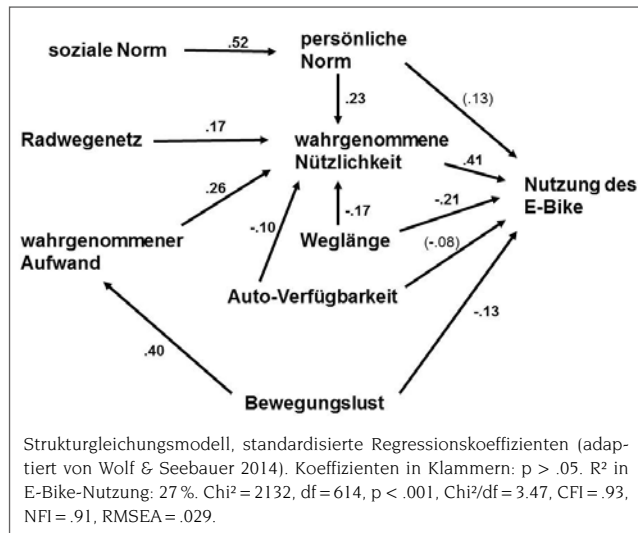 soziale Norm
.52
persönliche
Norm
.23
(.13)
Radwegenetz
.17
wahrgenommene
Nützlichkeit
.41
Nutzung des
E-Bike
.26
-.10
-.17
-.21
wahrgenommener
Aufwand
Weglänge
(-.08)
Auto-Verfügbarkeit
-.13
.40
Bewegungslust
Strukturgleichungsmodell, standardisierte Regressionskoeffizienten (adap-
tiert von Wolf & Seebauer 2014). Koeffizienten in Klammern: p > .05. R² in
E-Bike-Nutzung: 27 %. Chi² = 2132, df = 614, p < .001, Chi²/df = 3.47, CFI = .93,
NFI = .91, RMSEA = .029.